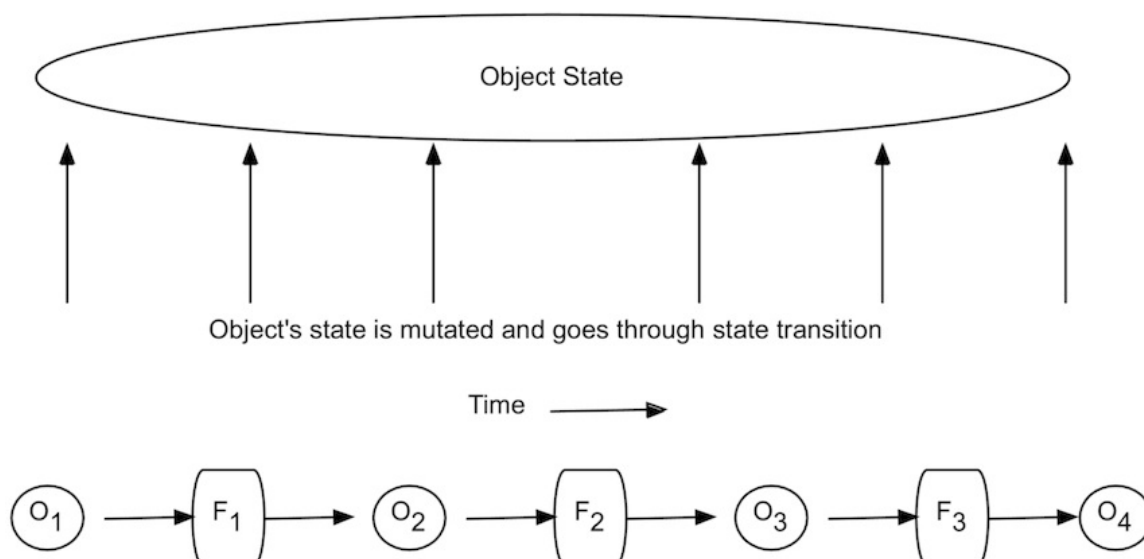 Object State
Object's state is mutated and goes through state transition
Time
O1 F1 O2 F2 O3 F3 O4